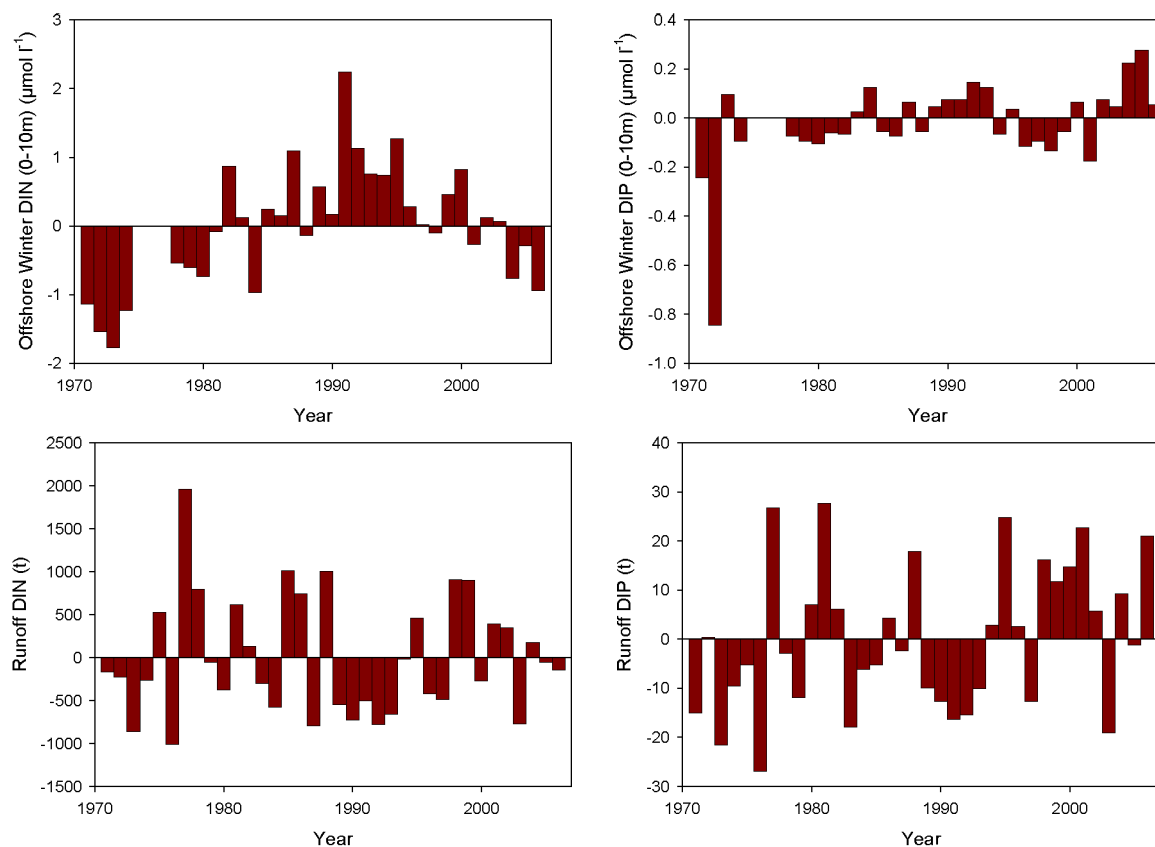 Offshore Winter DIN (0-10m) (µmol l⁻¹)
3
2
1
0
-1
-2
1970 1980 1990 2000
Year
Offshore Winter DIP (0-10m) (µmol l⁻¹)
0.4
0.2
0.0
-0.2
-0.4
-0.6
-0.8
-1.0
1970 1980 1990 2000
Year
Runoff DIN (t)
2500
2000
1500
1000
500
0
-500
-1000
-1500
1970 1980 1990 2000
Year
Runoff DIP (t)
40
30
20
10
0
-10
-20
-30
1970 1980 1990 2000
Year